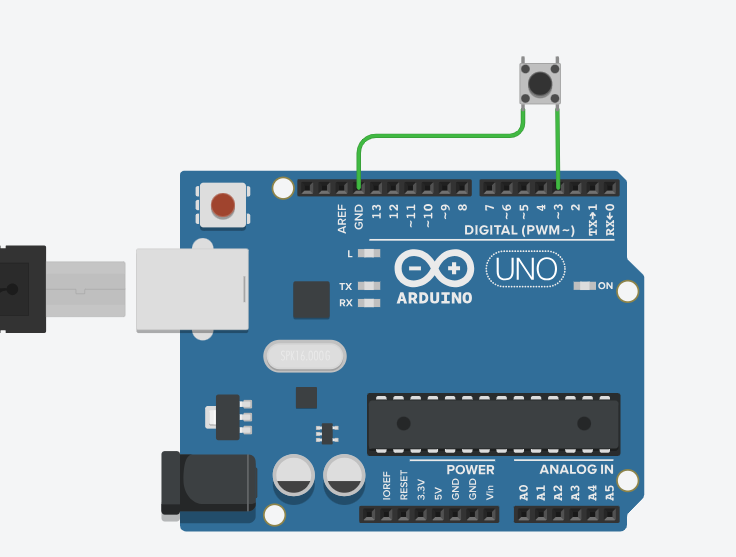 AREF
GND
13
12
~11
~10
~9
8
7
~6
~5
4
~3
2
TX→1
RX←0
DIGITAL (PWM~)
L
TX
RX
ARDUINO
UNO
ON
SPK16.000G
POWER
ANALOG IN
IOREF
RESET
3.3V
5V
GND
GND
Vin
A0
A1
A2
A3
A4
A5